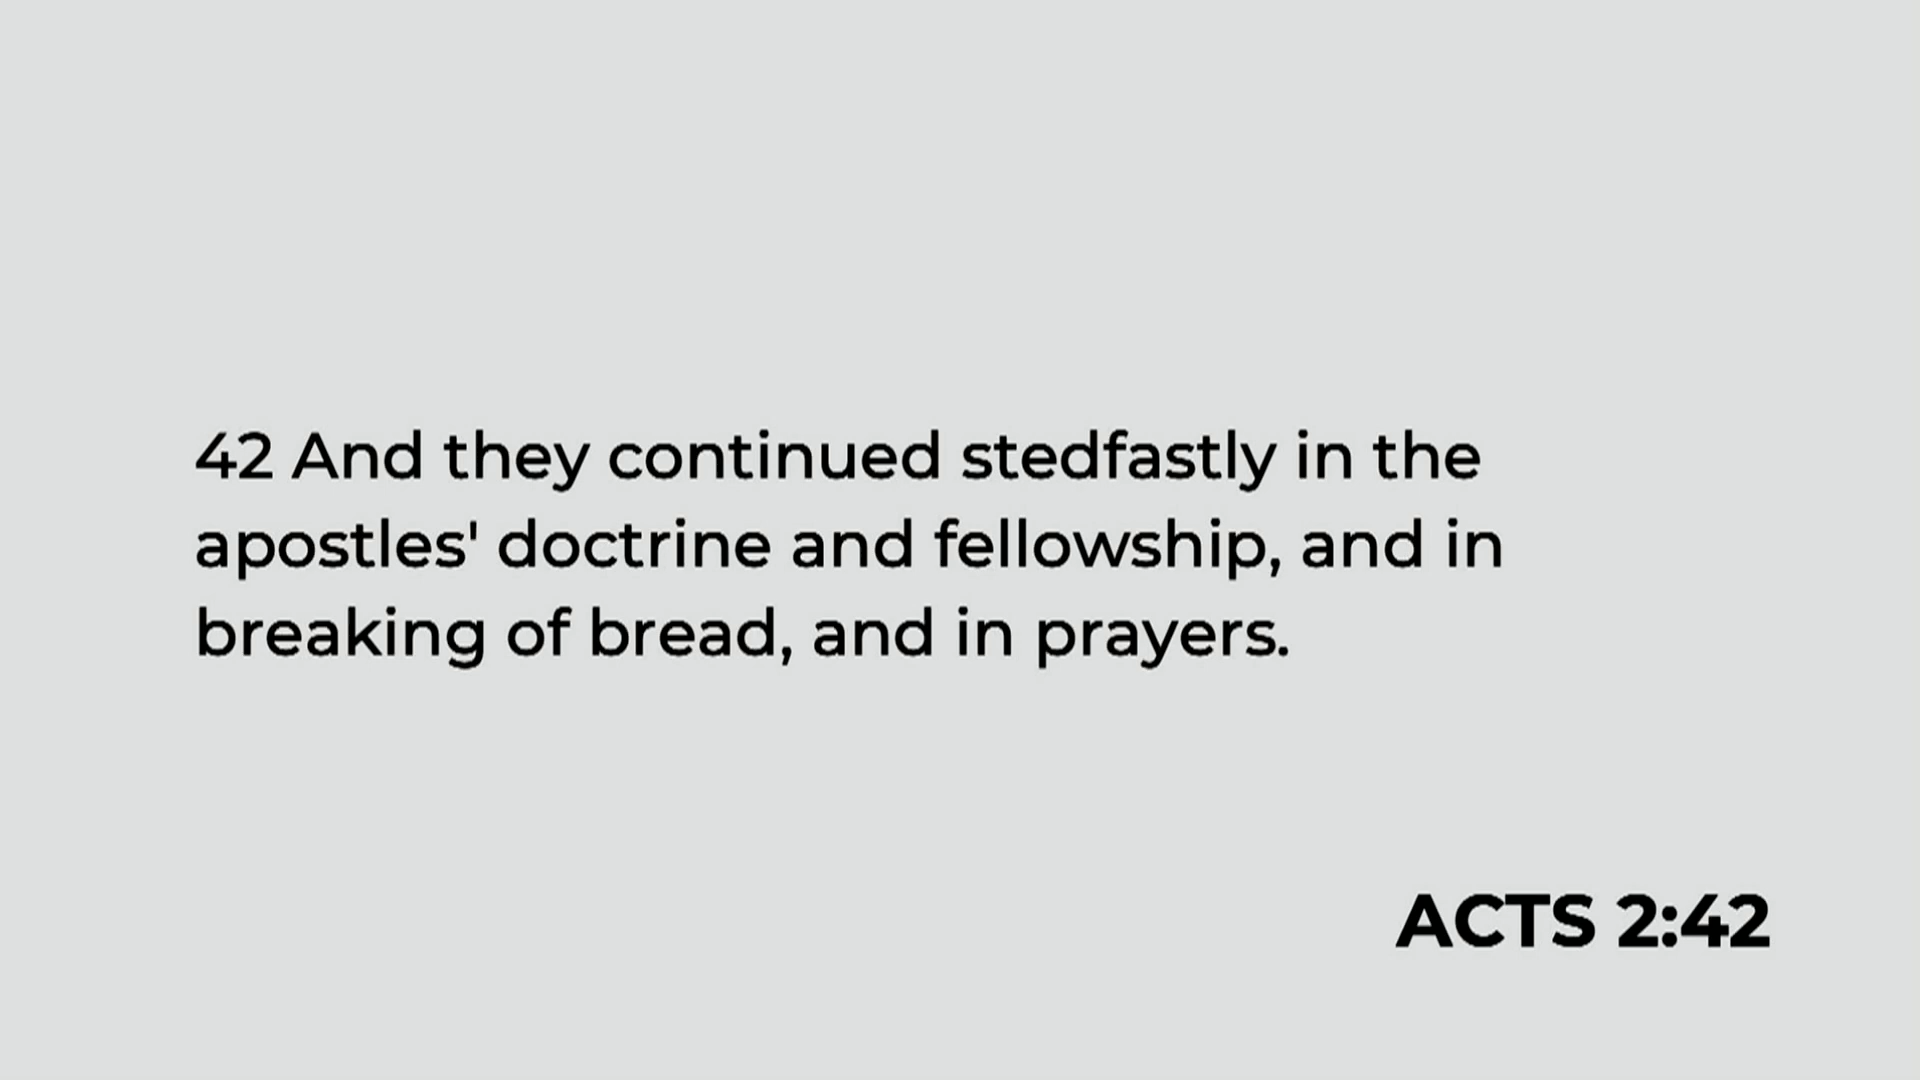 42 And they continued stedfastly in the
apostles' doctrine and fellowship, and in
breaking of bread, and in prayers.
ACTS 2:42